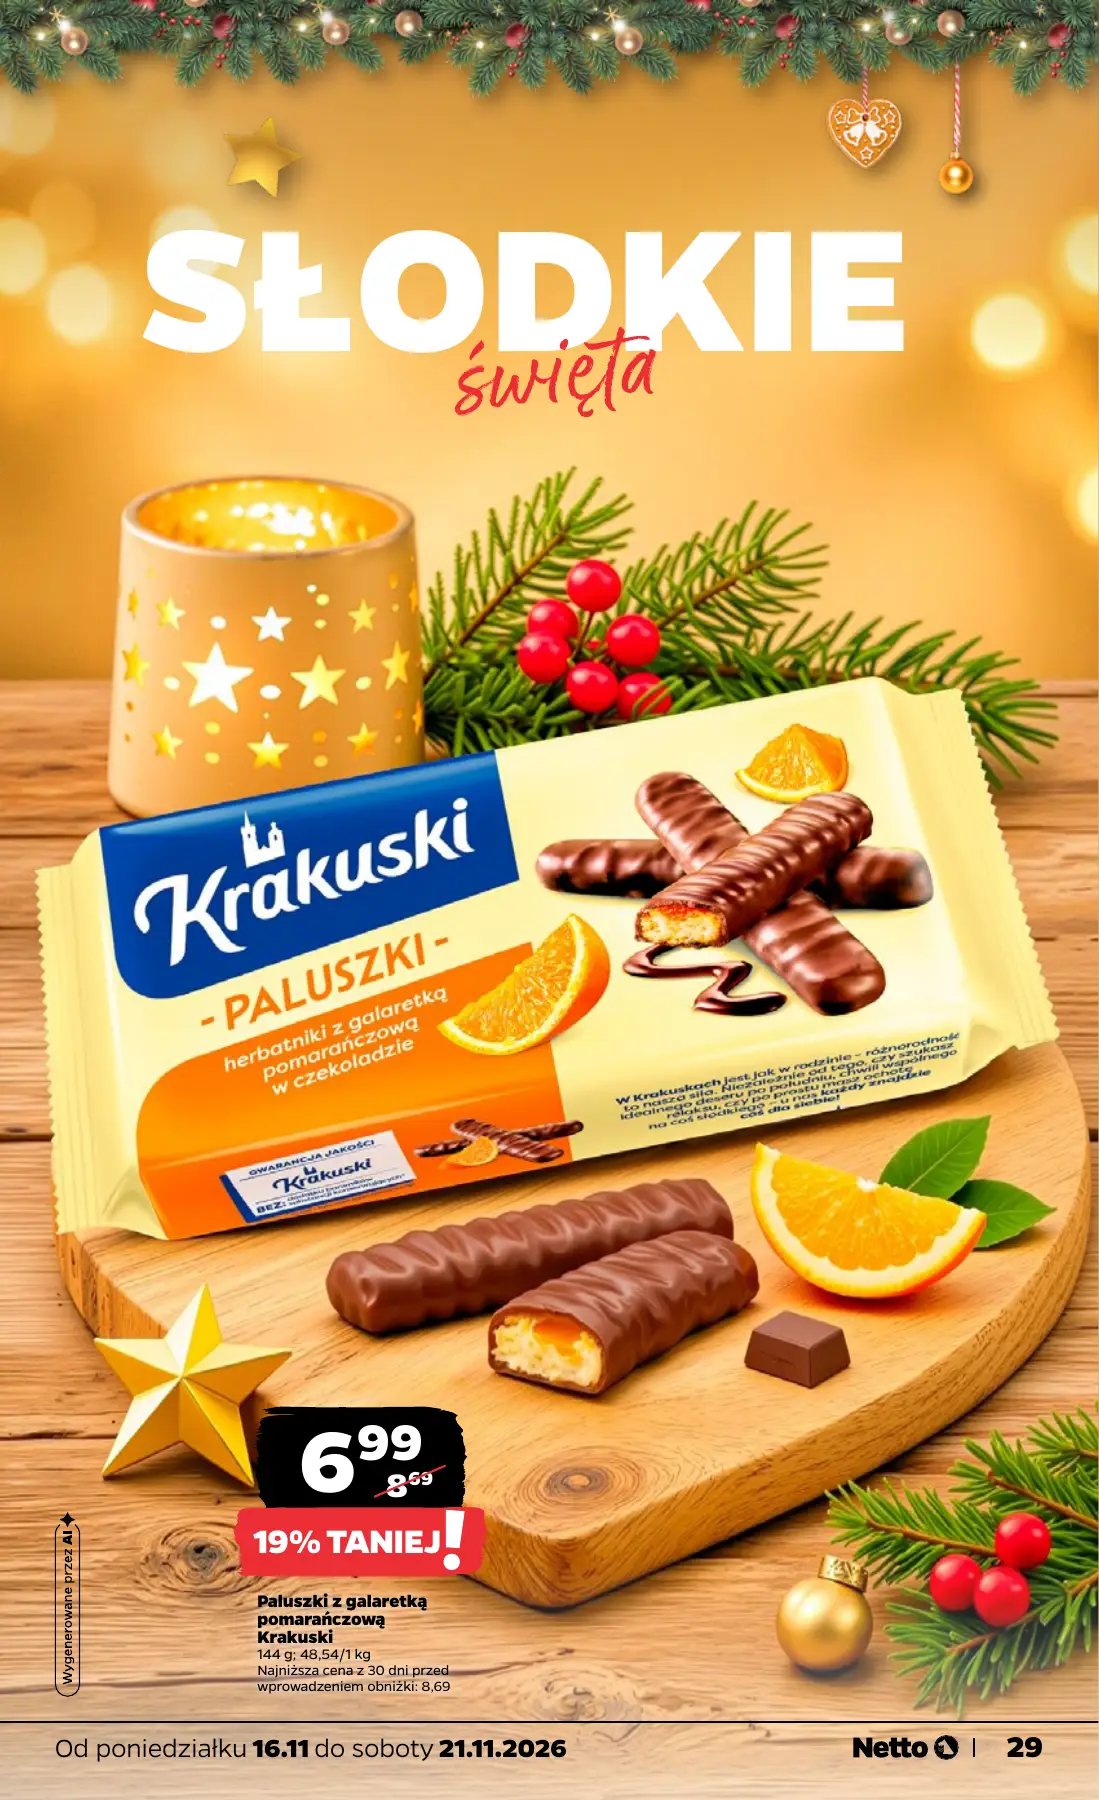 SŁODKIE
święta
Krakuski
- PALUSZKI -
herbatniki z galaretką
pomarańczową
w czekoladzie
W Krakuskach jest jak w rodzinie – różnorodność
to nasza siła. Niezależnie od tego, czy szukasz
idealnego deseru po południu, chwili wspólnego
relaksu, czy po prostu masz ochotę
na coś słodkiego – u nas każdy znajdzie
coś dla siebie!
GWARANCJA JAKOŚCI
Krakuski
BEZ:
6 99
8 69
19% TANIEJ!
Paluszki z galaretką
pomarańczową
Krakuski
144 g; 48,54/1 kg
Najniższa cena z 30 dni przed
wprowadzeniem obniżki: 8,69
Wygenerowane przez AI
Od poniedziałku 16.11 do soboty 21.11.2026
Netto
29